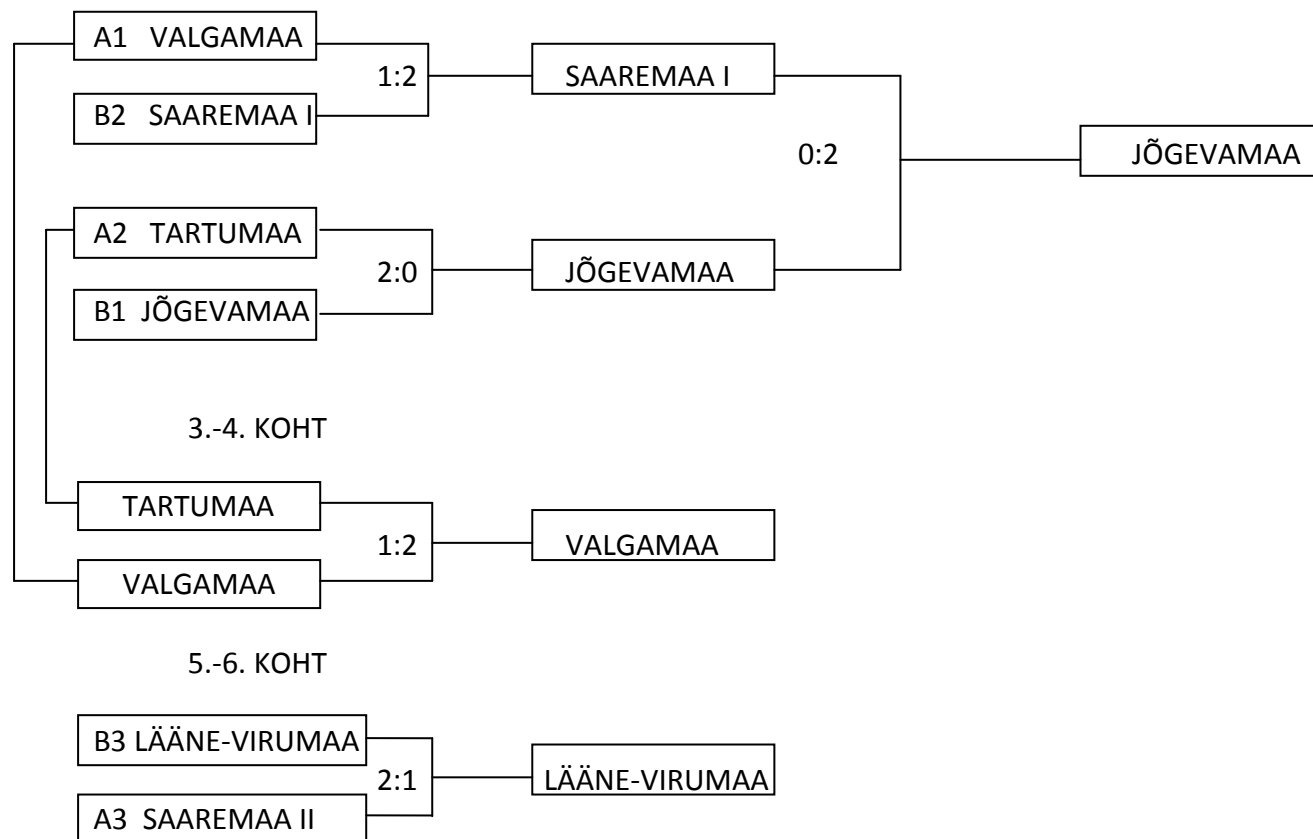 A1 VALGAMAA
1:2
SAAREMAA I
B2 SAAREMAA I
0:2
JÕGEVAMAA
A2 TARTUMAA
2:0
JÕGEVAMAA
B1 JÕGEVAMAA
3.-4. KOHT
TARTUMAA
1:2
VALGAMAA
VALGAMAA
5.-6. KOHT
B3 LÄÄNE-VIRUMAA
2:1
LÄÄNE-VIRUMAA
A3 SAAREMAA II